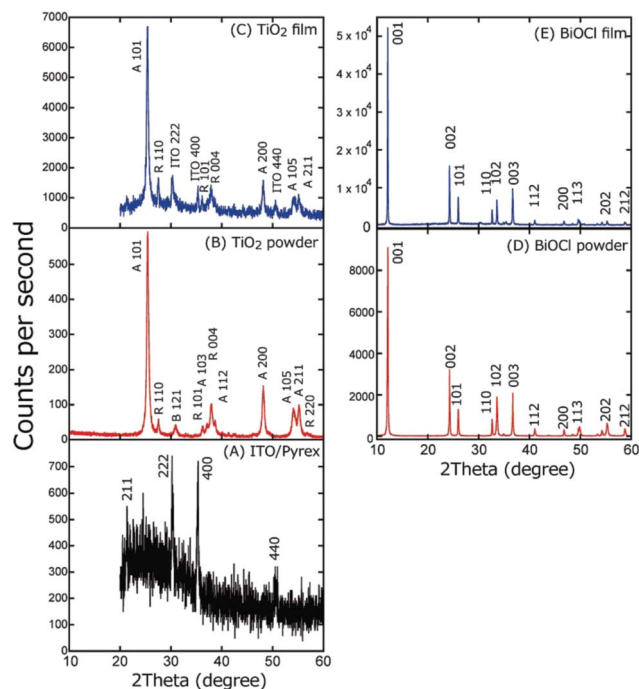 Counts per second
(C) TiO2 film
7000
6000
5000
4000
3000
2000
1000
0
A 101
R 110
ITO 222
ITO 400
R 101
R 004
A 200
ITO 440
A 105
A 211
(B) TiO2 powder
500
400
300
200
100
0
A 101
R 110
B 121
R 101
A 103
R 004
A 112
A 200
A 105
A 211
R 220
(A) ITO/Pyrex
700
600
500
400
300
200
100
0
211
222
400
440
10 20 30 40 50 60
2Theta (degree)
(E) BiOCl film
5 x 10^4
4 x 10^4
3 x 10^4
2 x 10^4
1 x 10^4
0
001
002
101
110
102
003
112
200
113
202
212
(D) BiOCl powder
8000
6000
4000
2000
0
001
002
101
110
102
003
112
200
113
202
212
10 20 30 40 50 60
2Theta (degree)